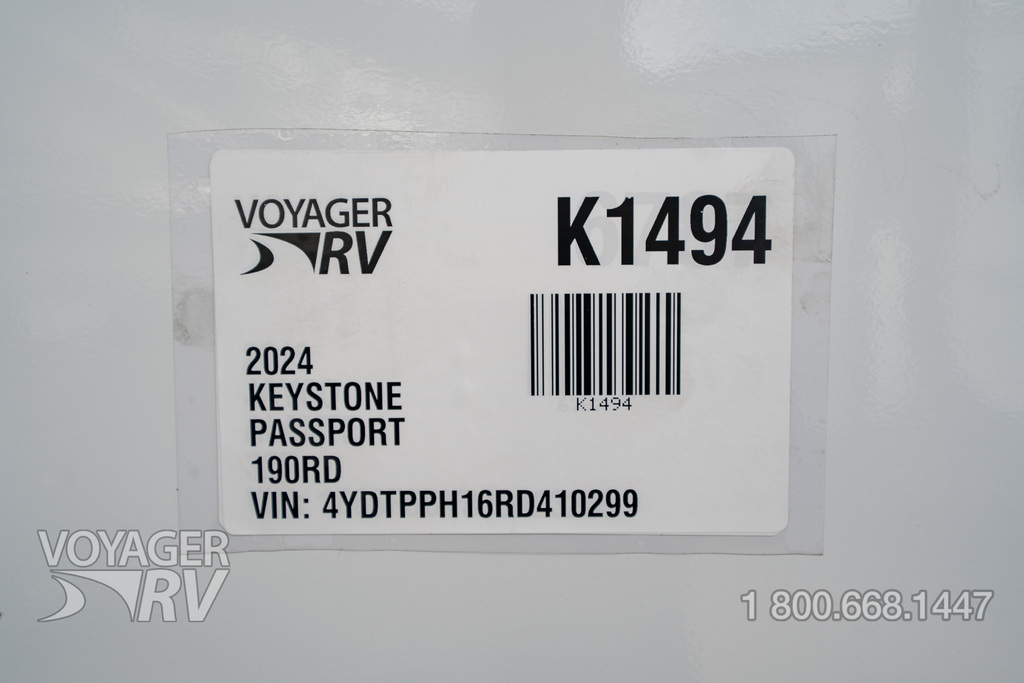 VOYAGER
RV
K1494
K1494
2024
KEYSTONE
PASSPORT
190RD
VIN: 4YDTPPH16RD410299
VOYAGER
RV
1 800.668.1447